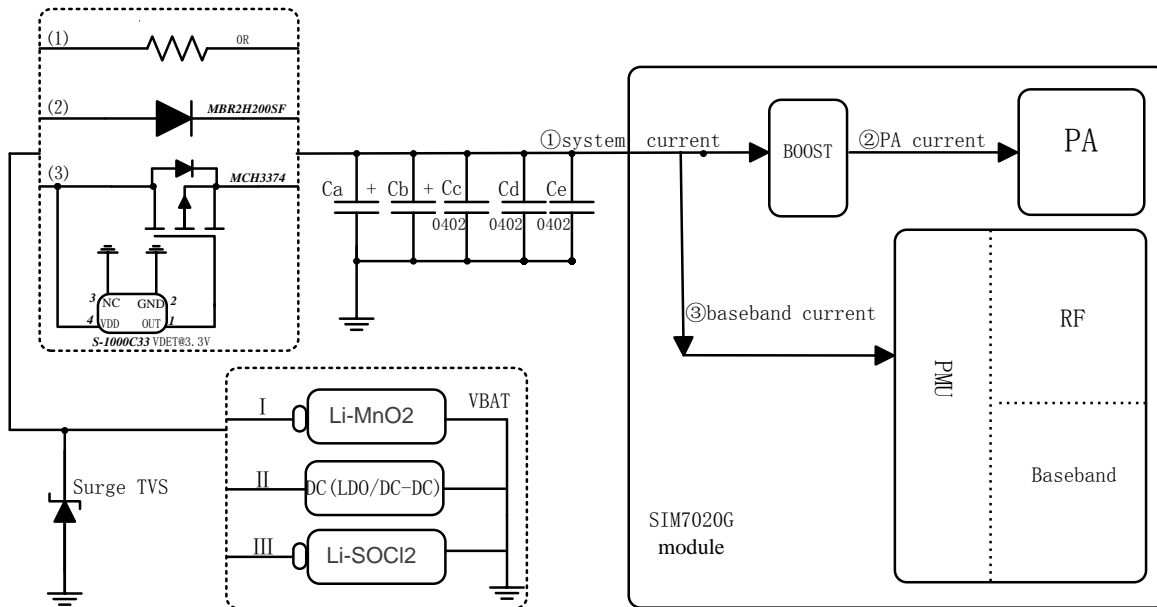 (1)
0R
(2)
MBR2H200SF
(3)
MCH3374
3
NC
GND
2
4
VDD
OUT
1
S-1000C33 VDET@3.3V
Ca
+
Cb
+
Cc
Cd
Ce
0402
0402
0402
①system current
BOOST
②PA current
PA
③baseband current
PMU
RF
Baseband
SIM7020G
module
Surge TVS
I
Li-MnO2
VBAT
II
DC(LDO/DC-DC)
III
Li-SOCl2